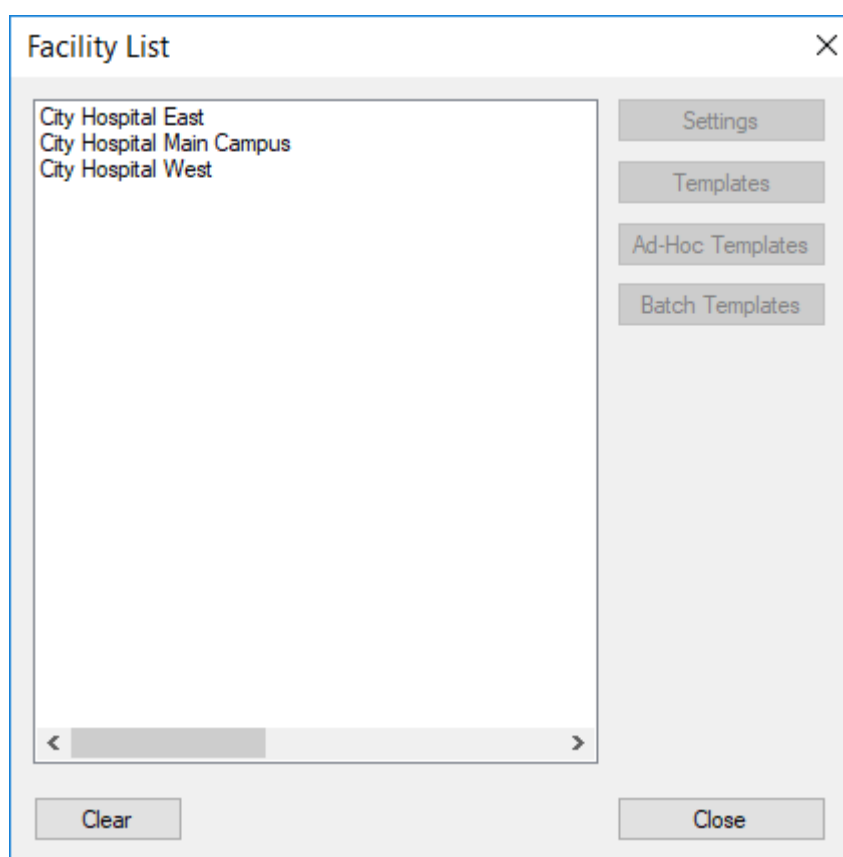 Facility List
City Hospital East
City Hospital Main Campus
City Hospital West
Settings
Templates
Ad-Hoc Templates
Batch Templates
Clear
Close